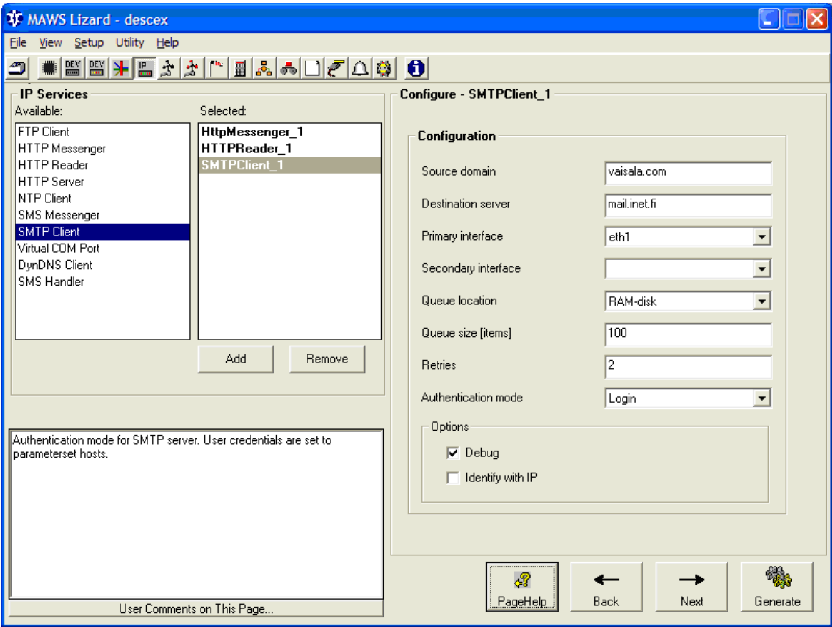 MAWS Lizard - descex
File View Setup Utility Help
DEV
DEV
IP
IP Services
Available:
Selected:
FTP Client
HTTP Messenger
HTTP Reader
HTTP Server
NTP Client
SMS Messenger
SMTP Client
Virtual COM Port
DynDNS Client
SMS Handler
HttpMessenger_1
HTTPReader_1
SMTPClient_1
Add
Remove
Authentication mode for SMTP server. User credentials are set to
parameterset hosts.
User Comments on This Page...
Configure - SMTPClient_1
Configuration
Source domain
vaisala.com
Destination server
mail.inet.fi
Primary interface
eth1
Secondary interface
Queue location
RAM-disk
Queue size [items]
100
Retries
2
Authentication mode
Login
Options
Debug
Identify with IP
PageHelp
Back
Next
Generate